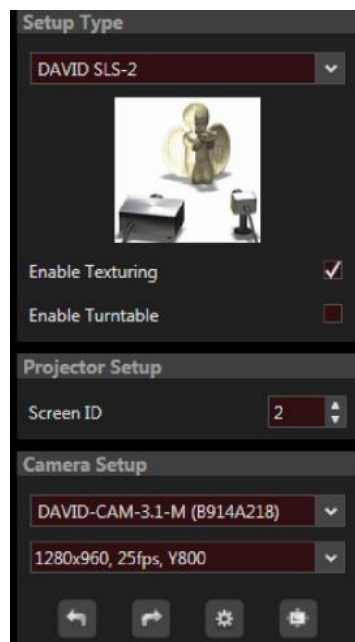 Setup Type
DAVID SLS-2
Enable Texturing
Enable Turntable
Projector Setup
Screen ID 2
Camera Setup
DAVID-CAM-3.1-M (B914A218)
1280x960, 25fps, Y800